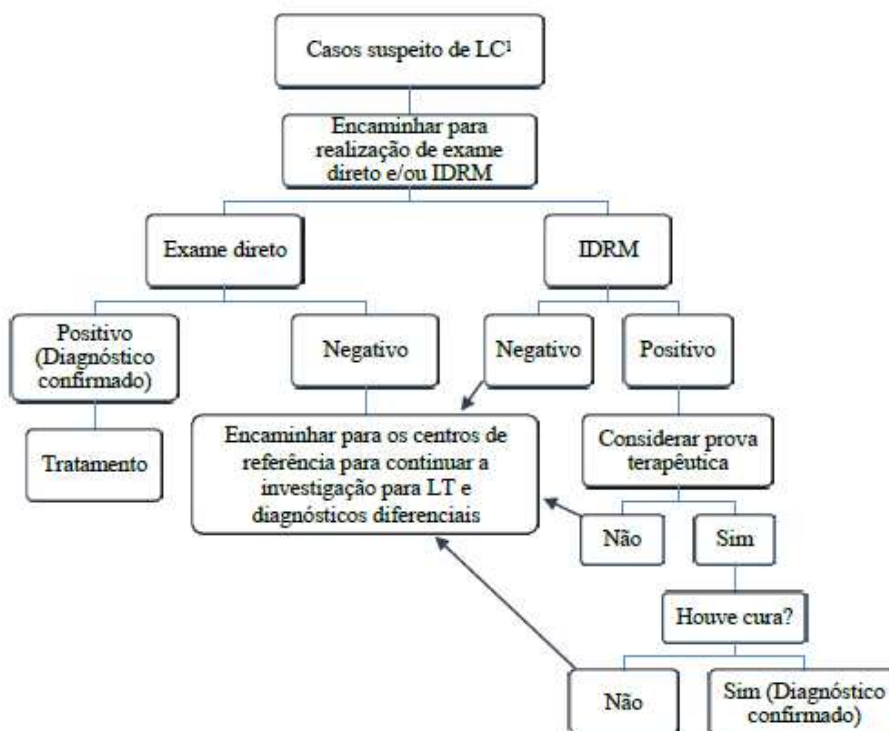 Casos suspeito de LC¹
Encaminhar para
realização de exame
direto e/ou IDRM
Exame direto
IDRM
Positivo
(Diagnóstico
confirmado)
Negativo
Negativo
Positivo
Tratamento
Encaminhar para os centros de
referência para continuar a
investigação para LT e
diagnósticos diferenciais
Considerar prova
terapêutica
Não
Sim
Houve cura?
Não
Sim (Diagnóstico
confirmado)